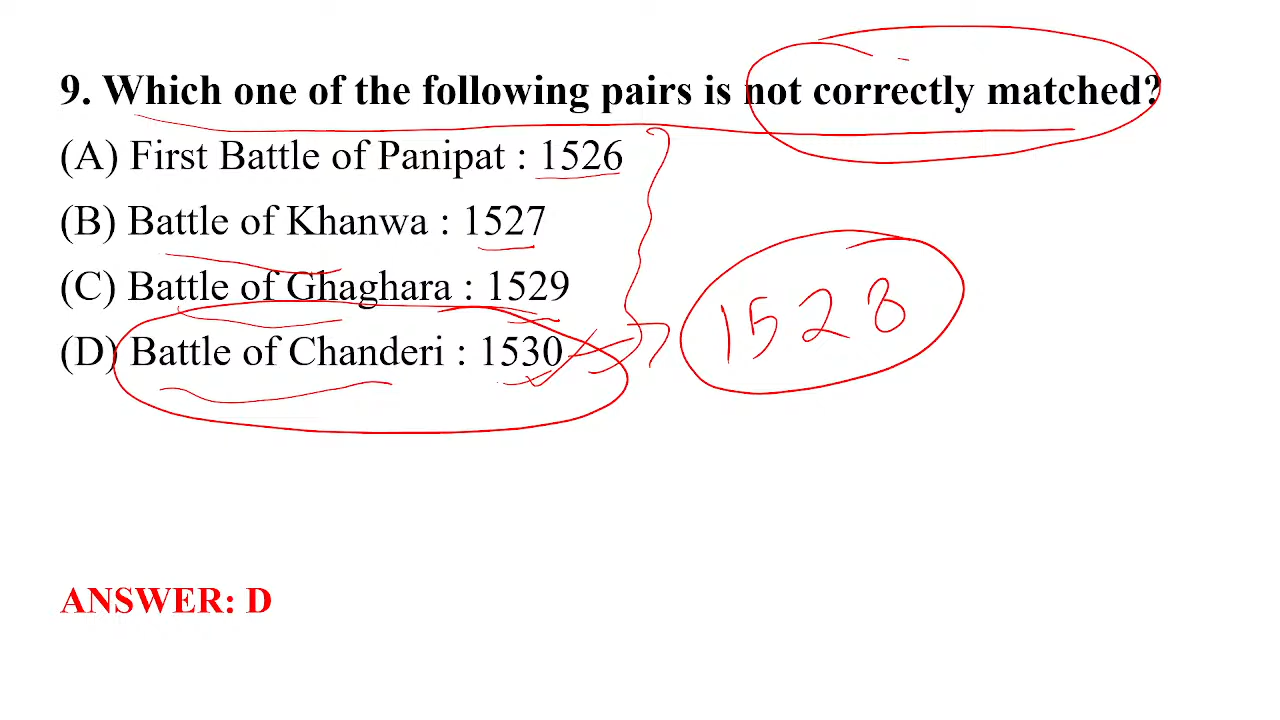 9. Which one of the following pairs is not correctly matched?
(A) First Battle of Panipat : 1526
(B) Battle of Khanwa : 1527
(C) Battle of Ghaghara : 1529
(D) Battle of Chanderi : 1530
1528
ANSWER: D